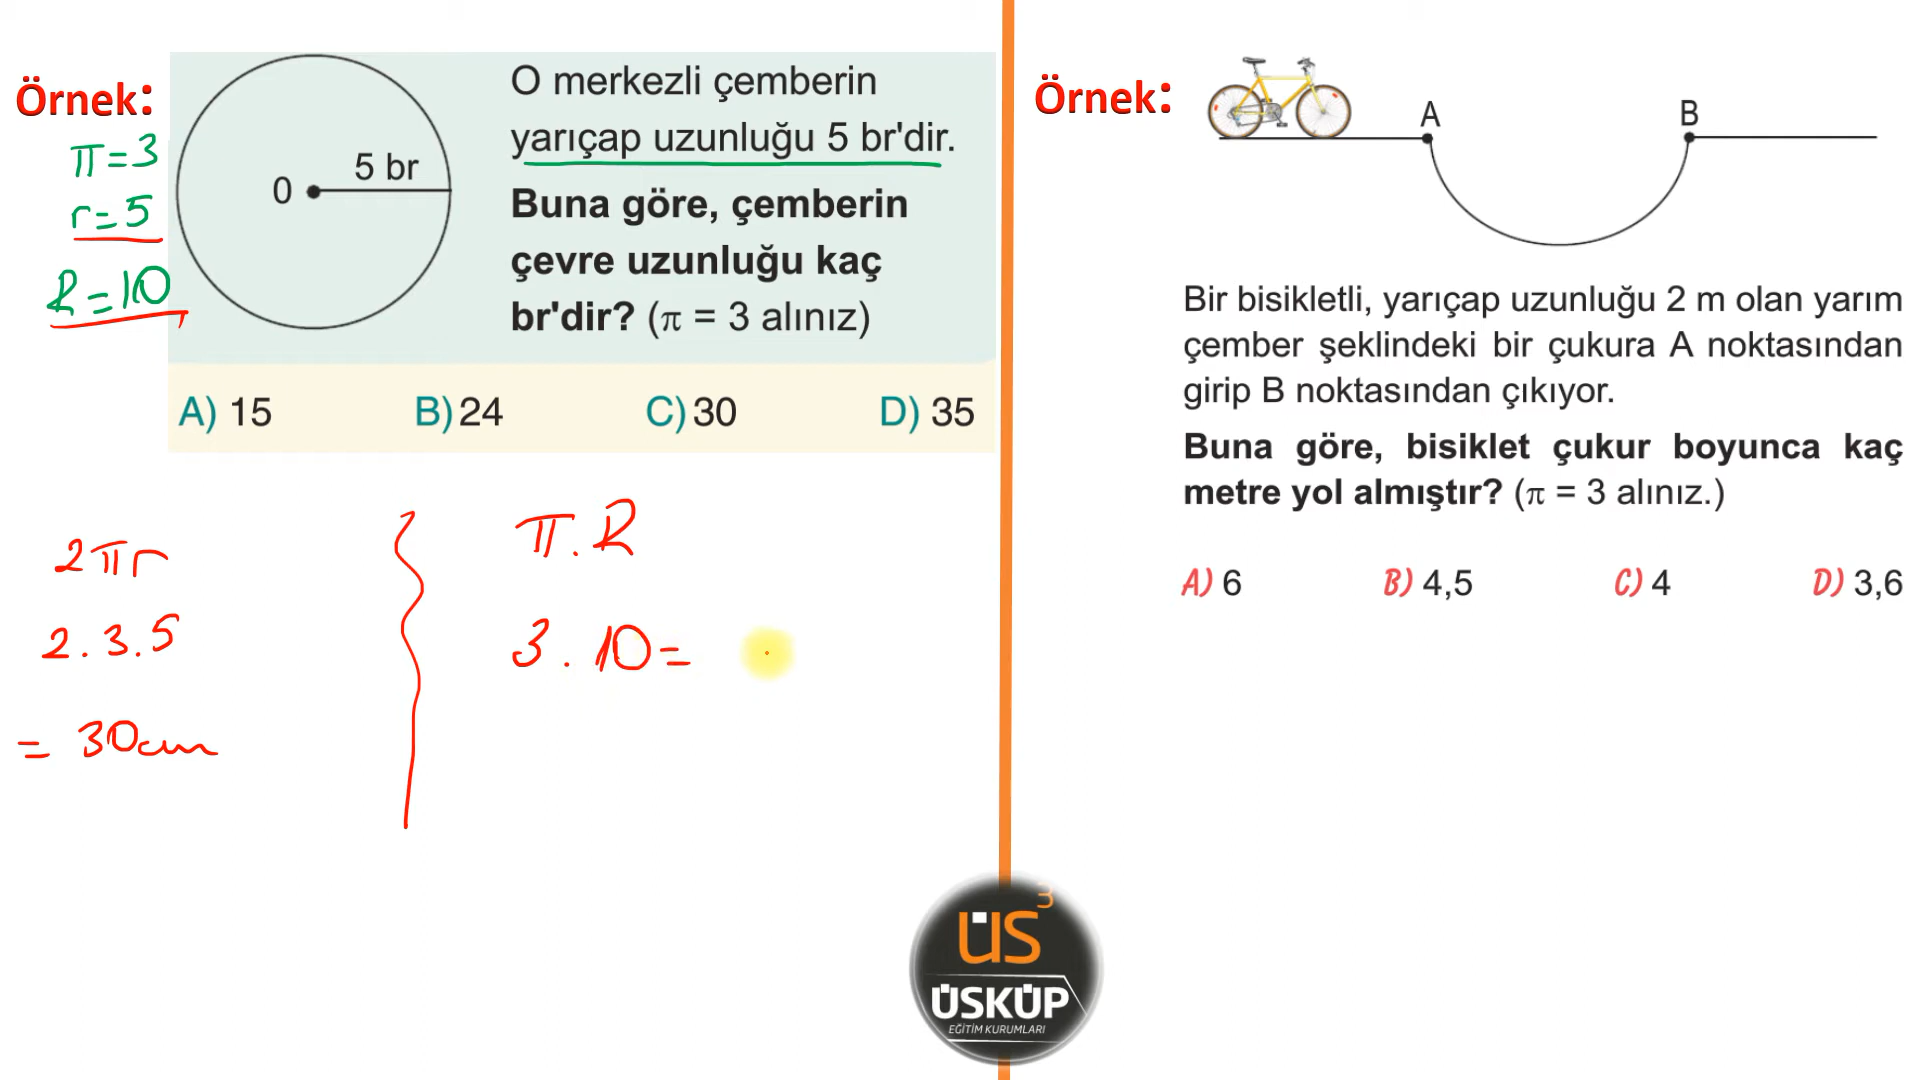 Örnek:
π=3
r=5
R=10
0
5 br
O merkezli çemberin
yarıçap uzunluğu 5 br'dir.
Buna göre, çemberin
çevre uzunluğu kaç
br'dir? (π = 3 alınız)
A) 15 B) 24 C) 30 D) 35
2πr
2.3.5
= 30cm
π.R
3.10=
Örnek:
A
B
Bir bisikletli, yarıçap uzunluğu 2 m olan yarım
çember şeklindeki bir çukura A noktasından
girip B noktasından çıkıyor.
Buna göre, bisiklet çukur boyunca kaç
metre yol almıştır? (π = 3 alınız.)
A) 6 B) 4,5 C) 4 D) 3,6
üs 3
ÜSKÜP
EĞİTİM KURUMLARI